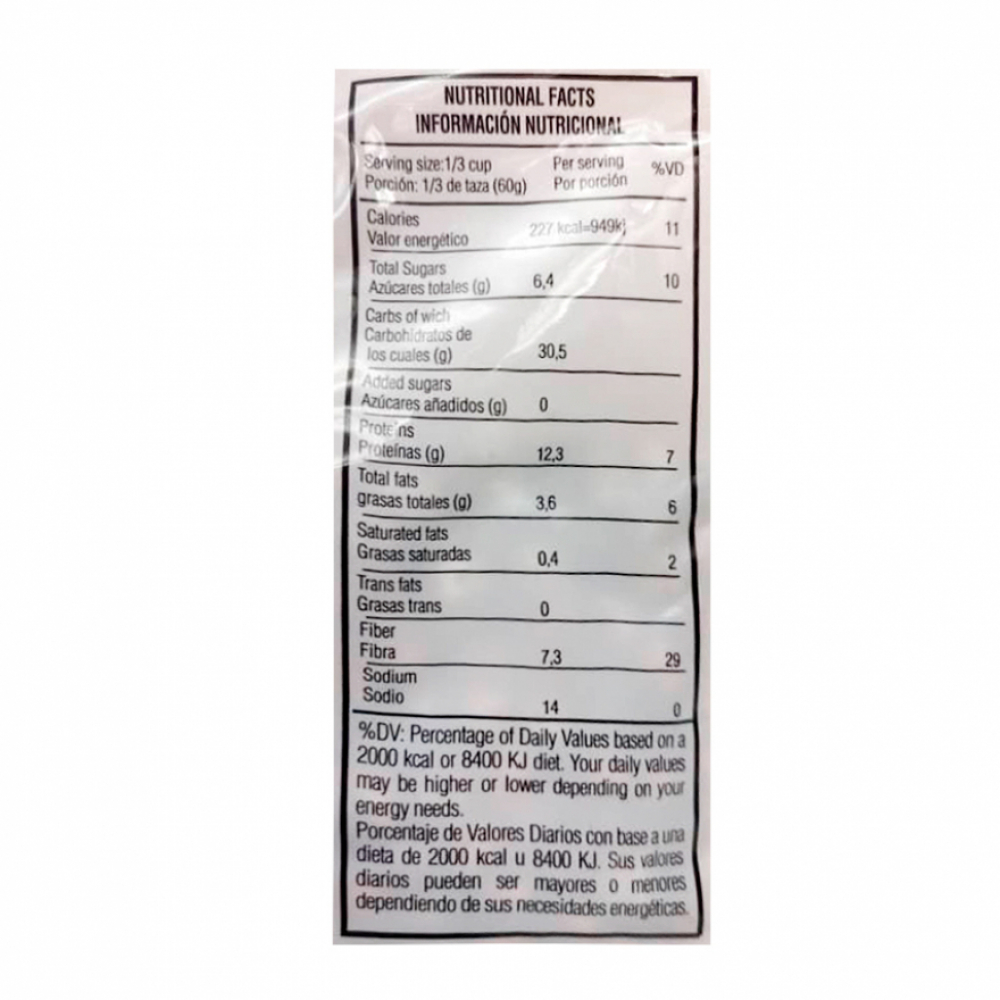 NUTRITIONAL FACTS
INFORMACIÓN NUTRICIONAL
Serving size:1/3 cup Per serving %VD
Porción: 1/3 de taza (60g) Por porción
Calories
Valor energético 227 kcal=949kj 11
Total Sugars
Azúcares totales (g) 6,4 10
Carbs of wich
Carbohidratos de
los cuales (g) 30,5
Added sugars
Azúcares añadidos (g) 0
Proteins
Proteínas (g) 12,3 7
Total fats
grasas totales (g) 3,6 6
Saturated fats
Grasas saturadas 0,4 2
Trans fats
Grasas trans 0
Fiber
Fibra 7,3 29
Sodium
Sodio 14 0
%DV: Percentage of Daily Values based on a
2000 kcal or 8400 KJ diet. Your daily values
may be higher or lower depending on your
energy needs.
Porcentaje de Valores Diarios con base a una
dieta de 2000 kcal u 8400 KJ. Sus valores
diarios pueden ser mayores o menores
dependiendo de sus necesidades energéticas.